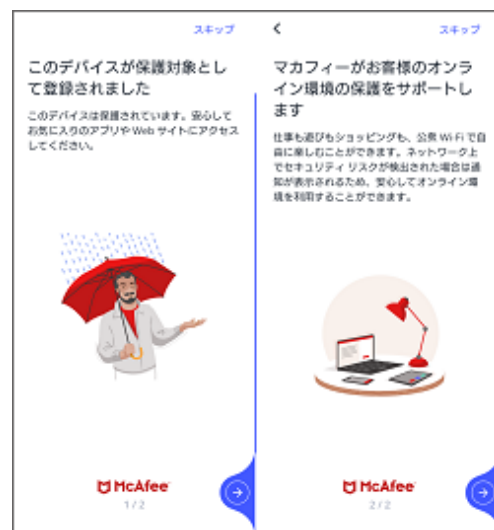 スキップ
このデバイスが保護対象とし
て登録されました
このデバイスは保護されています。安心して
お気に入りのアプリや Web サイトにアクセス
してください。
McAfee
1 / 2
スキップ
マカフィーがお客様のオンラ
イン環境の保護をサポートし
ます
仕事も遊びもショッピングも、公衆 Wi-Fi で自
由に楽しむことができます。ネットワーク上
でセキュリティ リスクが検出された場合は通
知が表示されるため、安心してオンライン環
境を利用することができます。
McAfee
2 / 2